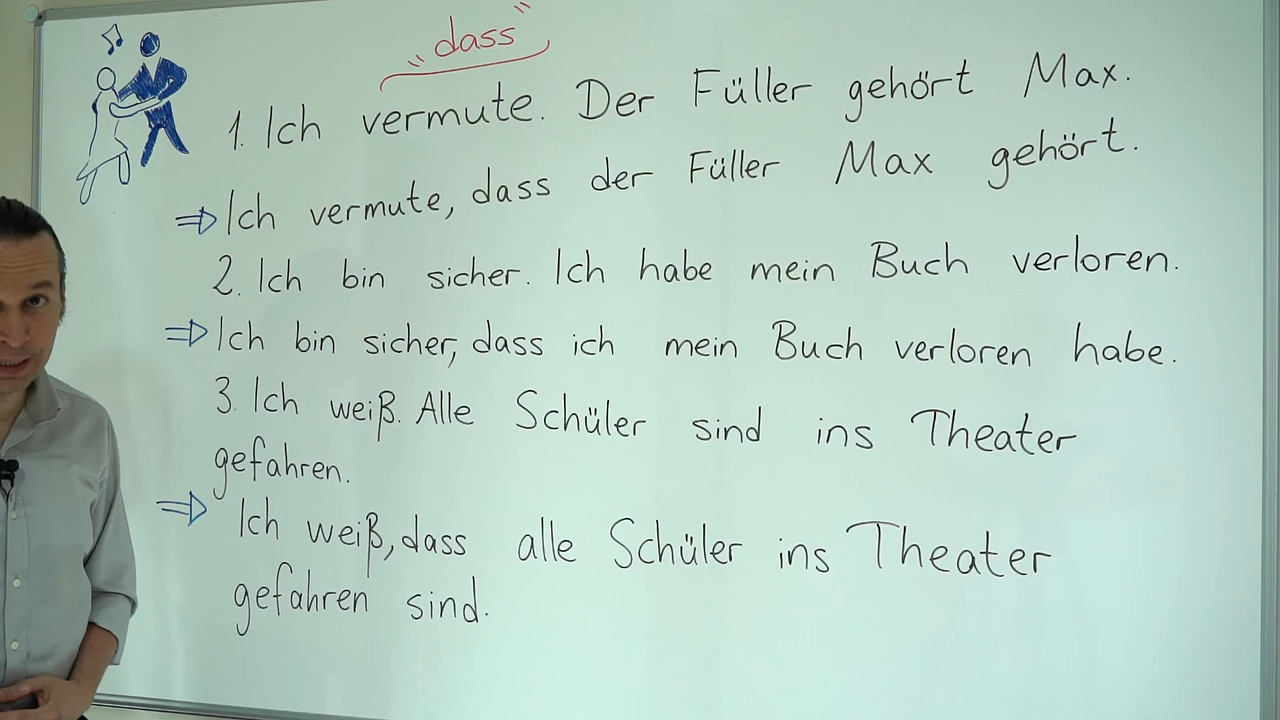 „dass”
1. Ich vermute. Der Füller gehört Max.
⇒ Ich vermute, dass der Füller Max gehört.
2. Ich bin sicher. Ich habe mein Buch verloren.
⇒ Ich bin sicher, dass ich mein Buch verloren habe.
3. Ich weiß. Alle Schüler sind ins Theater
gefahren.
⇒ Ich weiß, dass alle Schüler ins Theater
gefahren sind.